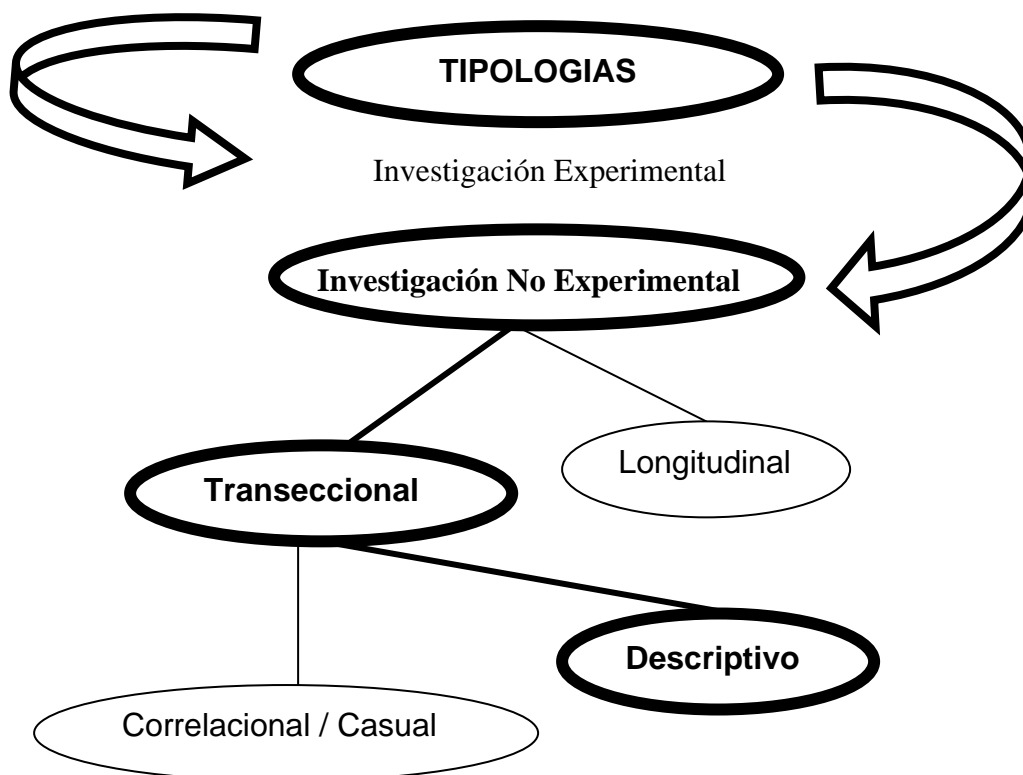 TIPOLOGIAS
Investigación Experimental
Investigación No Experimental
Longitudinal
Transeccional
Descriptivo
Correlacional / Casual